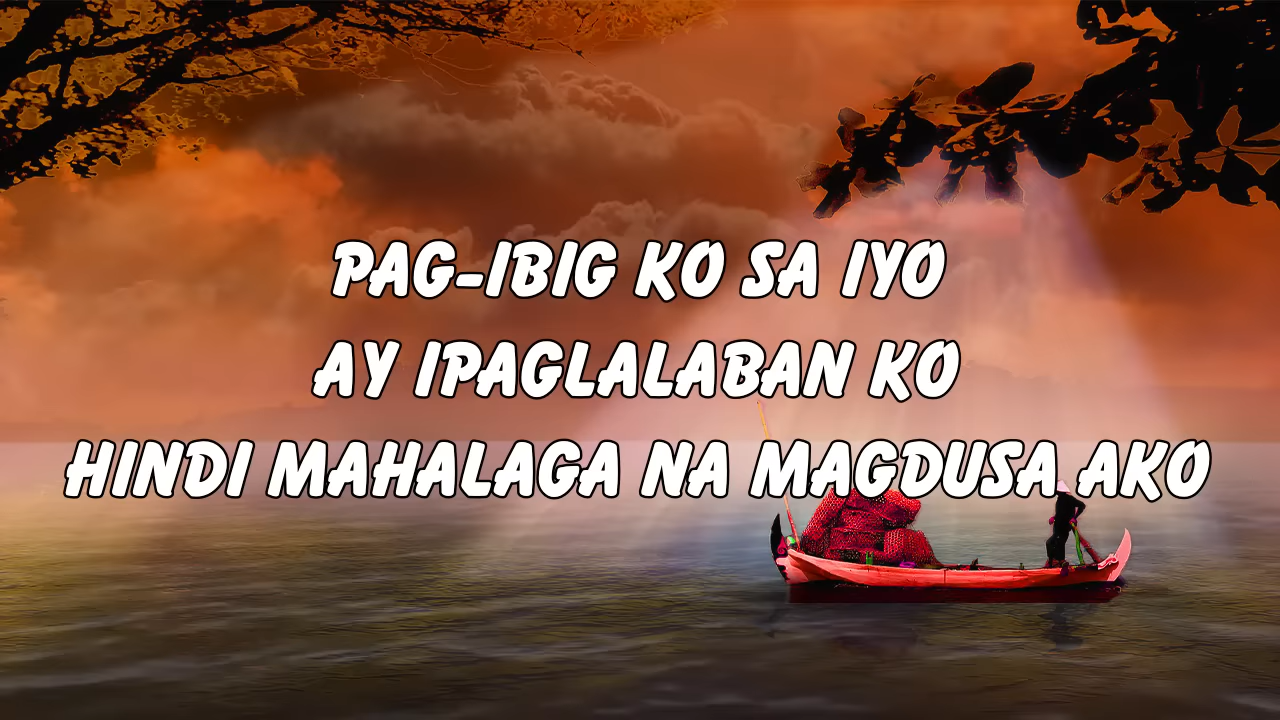 PAG-IBIG KO SA IYO
AY IPAGLALABAN KO
HINDI MAHALAGA NA MAGDUSA AKO